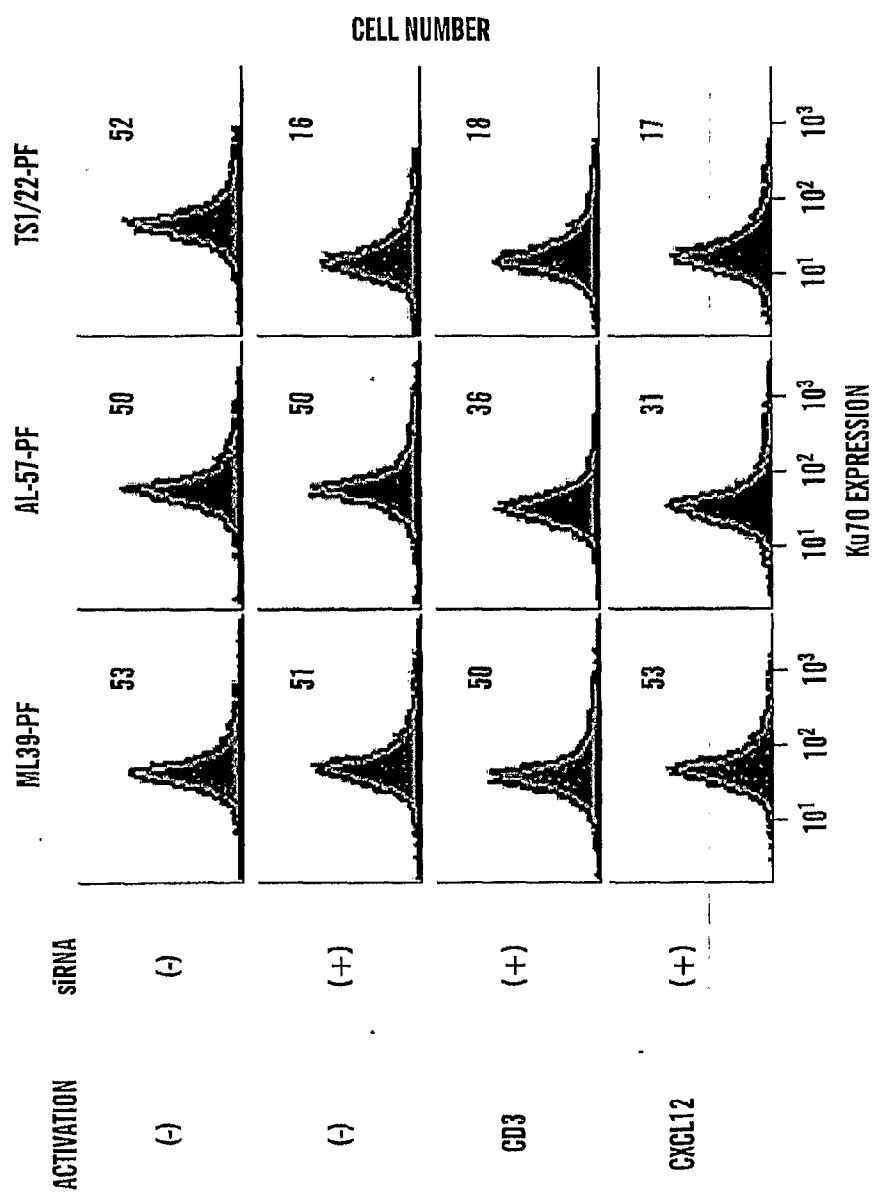 CELL NUMBER
ML39-PF AL-57-PF TS1/22-PF
ACTIVATION siRNA
(-) (-) 53 50 52
(-) (+) 51 50 16
CD3 (+) 50 36 18
CXCL12 (+) 53 31 17
10¹ 10² 10³ 10¹ 10² 10³ 10¹ 10² 10³
Ku70 EXPRESSION